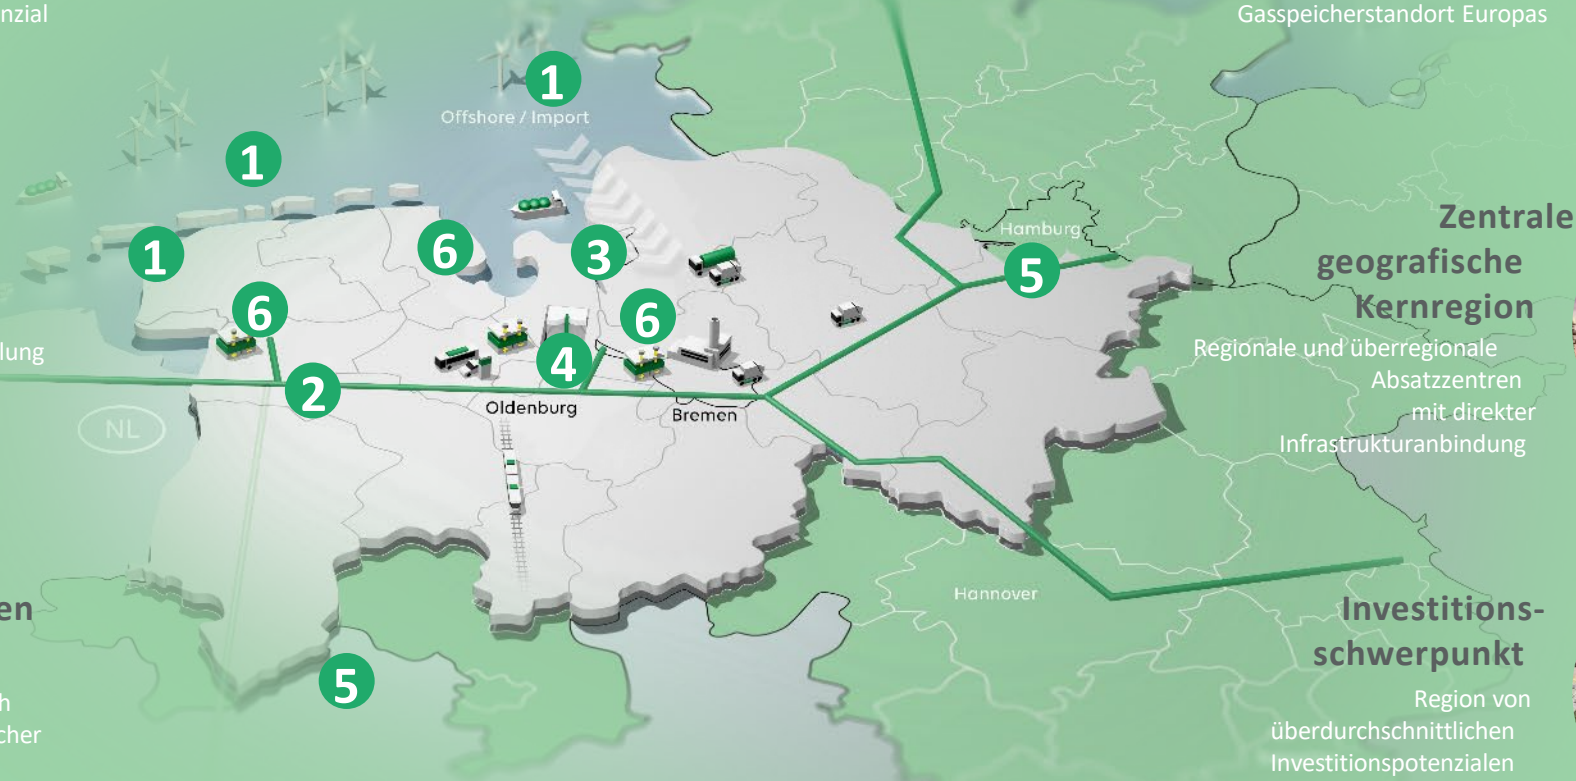 nzial
Gasspeicherstandort Europas
1
Offshore / Import
1
1
6
3
Hamburg
5
Zentrale
geografische
Kernregion
Regionale und überregionale
Absatzzentren
mit direkter
Infrastrukturanbindung
6
6
lung
4
2
Oldenburg
Bremen
NL
Hannover
en
5
h
cher
Investitions-
schwerpunkt
Region von
überdurchschnittlichen
Investitionspotenzialen